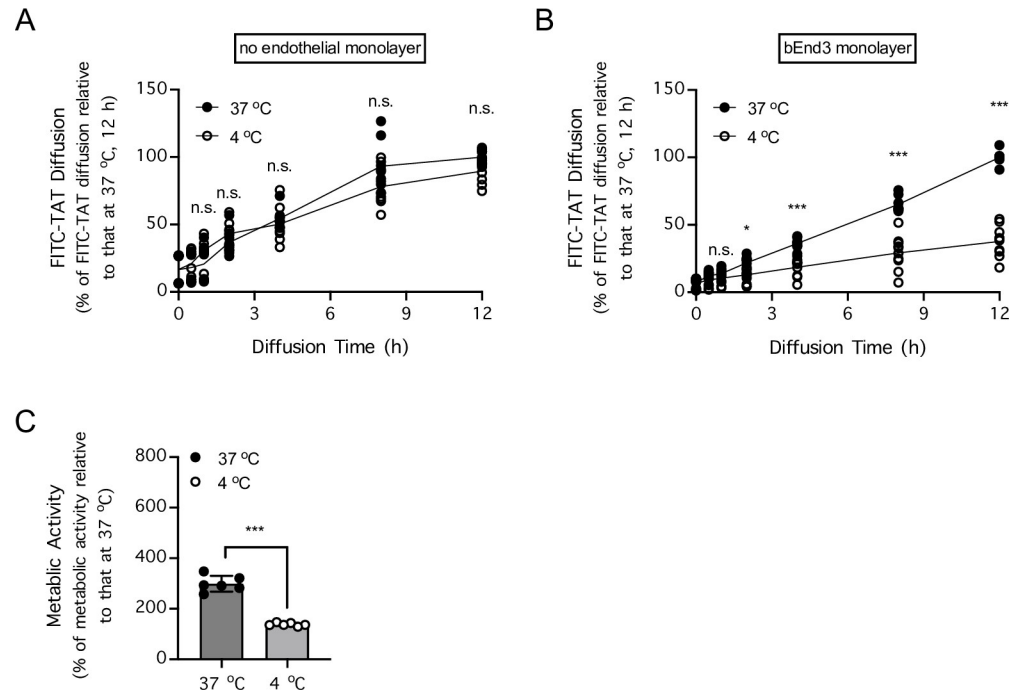 A
no endothelial monolayer
FITC-TAT Diffusion
(% of FITC-TAT diffusion relative
to that at 37 °C, 12 h)
150
100
50
0
37 °C
4 °C
n.s.
n.s.
n.s.
n.s.
n.s.
0
3
6
9
12
Diffusion Time (h)
B
bEnd3 monolayer
FITC-TAT Diffusion
(% of FITC-TAT diffusion relative
to that at 37 °C, 12 h)
150
100
50
0
37 °C
4 °C
n.s.
*
***
***
***
0
3
6
9
12
Diffusion Time (h)
C
Metablic Activity
(% of metabolic activity relative
to that at 37 °C)
800
600
400
200
0
37 °C
4 °C
***
37 °C
4 °C